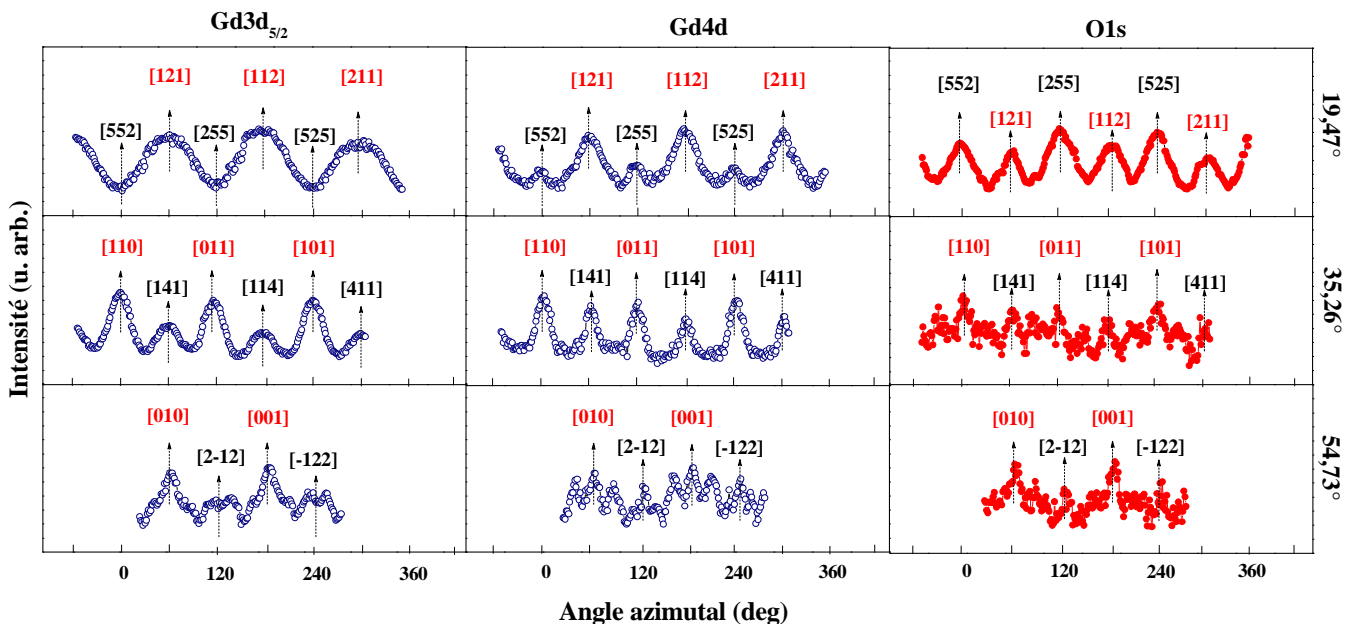 Gd3d5/2 Gd4d O1s
[121] [112] [211] [121] [112] [211] [552] [255] [525]
[552] [255] [525] [552] [255] [525] [121] [112] [211]
19,47°
[110] [011] [101] [110] [011] [101] [110] [011] [101]
[141] [114] [411] [141] [114] [411] [141] [114] [411]
35,26°
[010] [001] [010] [001] [010] [001]
[2-12] [-122] [2-12] [-122] [2-12] [-122]
54,73°
0 120 240 360 0 120 240 360 0 120 240 360
Intensité (u. arb.)
Angle azimutal (deg)